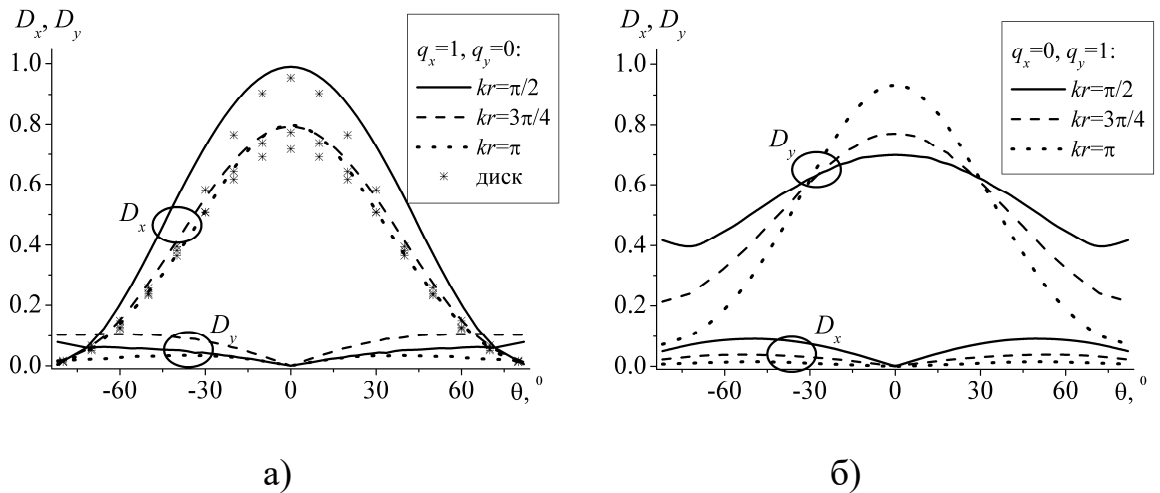 D_x, D_y
q_x=1, q_y=0:
kr=π/2
kr=3π/4
kr=π
диск
1.0
0.8
0.6
0.4
0.2
0.0
D_x
D_y
-60 -30 0 30 60 θ, °
а)
D_x, D_y
q_x=0, q_y=1:
kr=π/2
kr=3π/4
kr=π
1.0
0.8
0.6
0.4
0.2
0.0
D_y
D_x
-60 -30 0 30 60 θ, °
б)